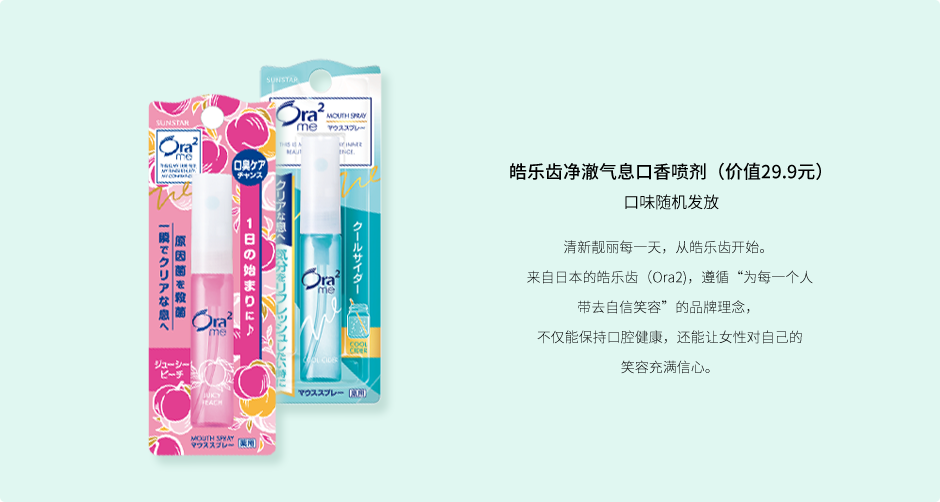 皓乐齿净澈气息口香喷剂（价值29.9元）
口味随机发放
清新靓丽每一天，从皓乐齿开始。
来自日本的皓乐齿（Ora2)，遵循“为每一个人
带去自信笑容”的品牌理念，
不仅能保持口腔健康，还能让女性对自己的
笑容充满信心。
SUNSTAR
Ora2
me
口臭ケア
チャンス
1日の始まりに♪
原因菌を殺菌
一瞬でクリアな息へ
Ora2
me
ジューシー
ピーチ
JUICY
PEACH
MOUTH SPRAY
マウススプレー
薬用
SUNSTAR
Ora2
me
MOUTH SPRAY
マウススプレー
クリアな息へ
気分をリフレッシュしたい時に
クールサイダー
Ora2
me
COOL
CIDER
マウススプレー
薬用